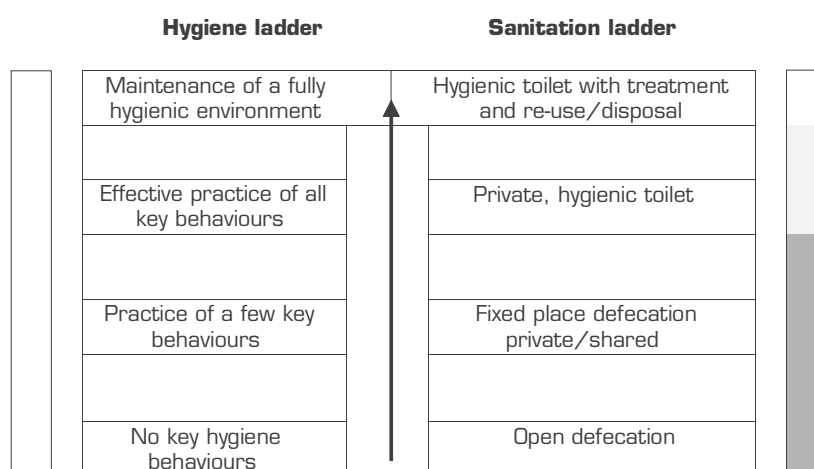 Hygiene ladder
Sanitation ladder
Maintenance of a fully
hygienic environment
Hygienic toilet with treatment
and re-use/disposal
Effective practice of all
key behaviours
Private, hygienic toilet
Practice of a few key
behaviours
Fixed place defecation
private/shared
No key hygiene
behaviours
Open defecation